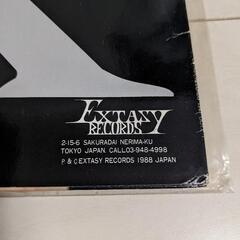 EXTASY
RECORDS
2-15-6 SAKURADAI NERIMA-KU
TOKYO JAPAN. CALL03-948-4998
P & C EXTASY RECORDS 1988 JAPAN